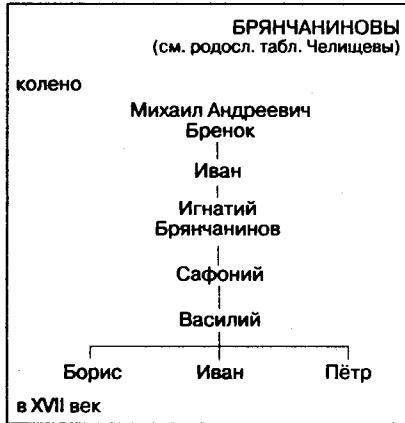 БРЯНЧАНИНОВЫ
(см. родосл. табл. Челищевы)
колено
Михаил Андреевич
Бренок
Иван
Игнатий
Брянчанинов
Сафоний
Василий
Борис Иван Пётр
в XVII век